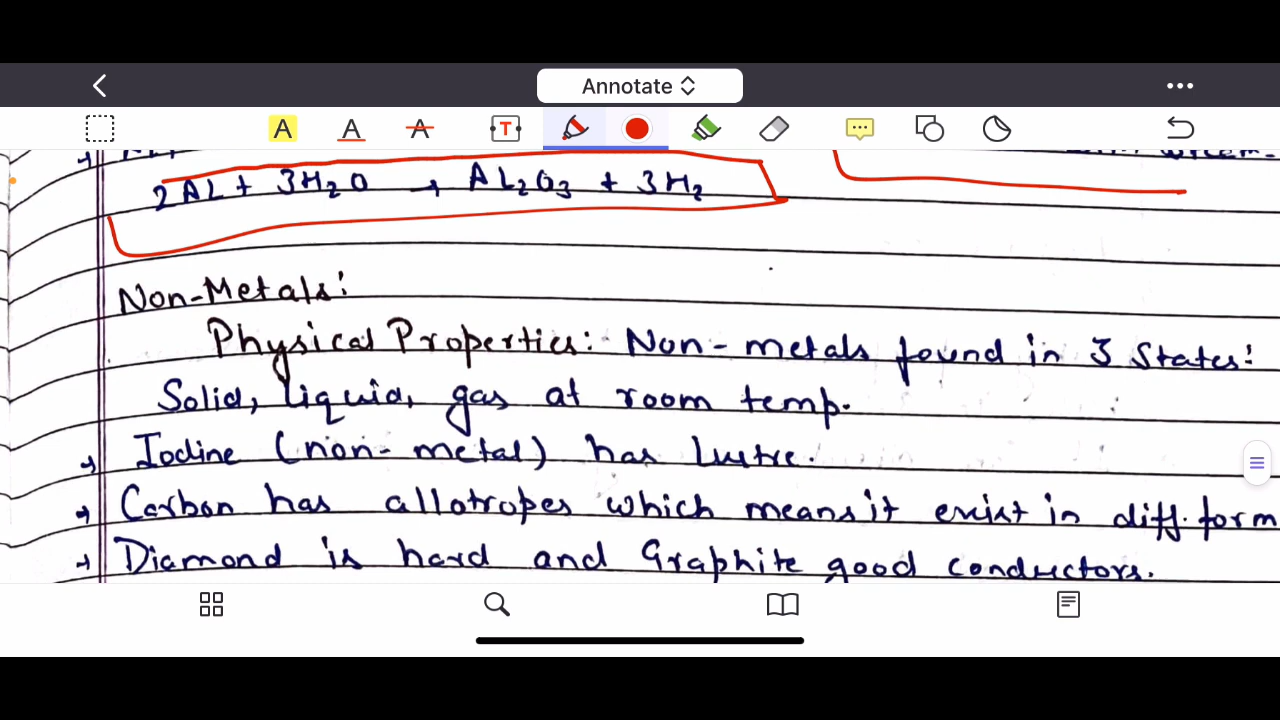 Annotate
A A A T
2AL + 3H₂O → AL₂O₃ + 3H₂
Non-Metals:
Physical Properties: Non-metals found in 3 States:
Solid, liquid, gas at room temp.
→ Iodine (non-metal) has Lustre.
→ Carbon has allotropes which means it exist in diff. form
→ Diamond is hard and Graphite good conductors.